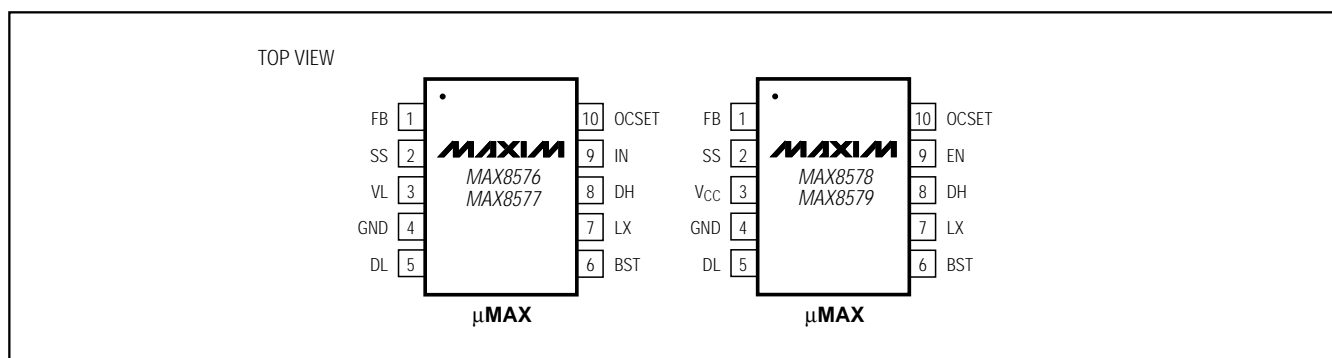 TOP VIEW
FB 1
SS 2
VL 3
GND 4
DL 5
MAXIM
MAX8576
MAX8577
10 OCSET
9 IN
8 DH
7 LX
6 BST
µMAX
FB 1
SS 2
VCC 3
GND 4
DL 5
MAXIM
MAX8578
MAX8579
10 OCSET
9 EN
8 DH
7 LX
6 BST
µMAX